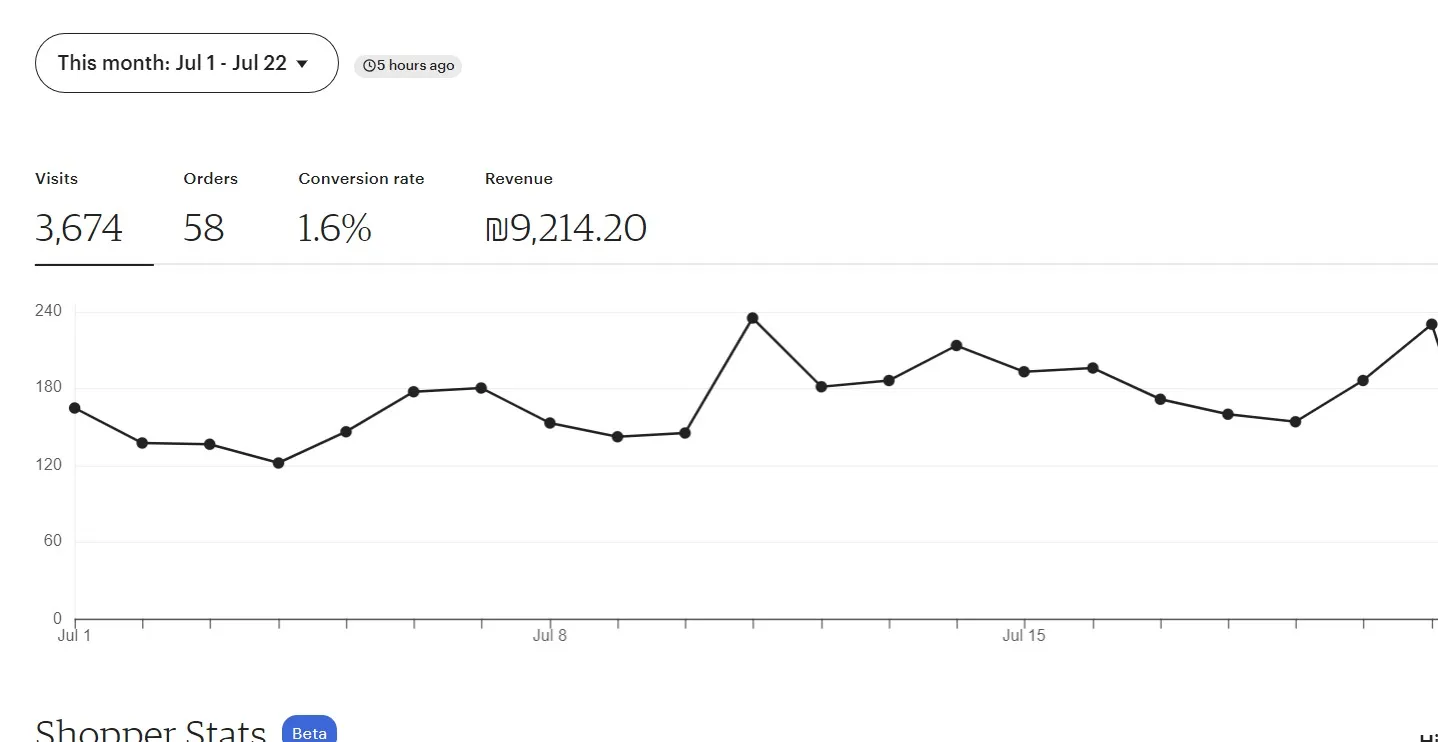 This month: Jul 1 - Jul 22
5 hours ago
Visits Orders Conversion rate Revenue
3,674 58 1.6% ₪9,214.20
240
180
120
60
0
Jul 1 Jul 8 Jul 15
Shopper Stats Beta
Hi